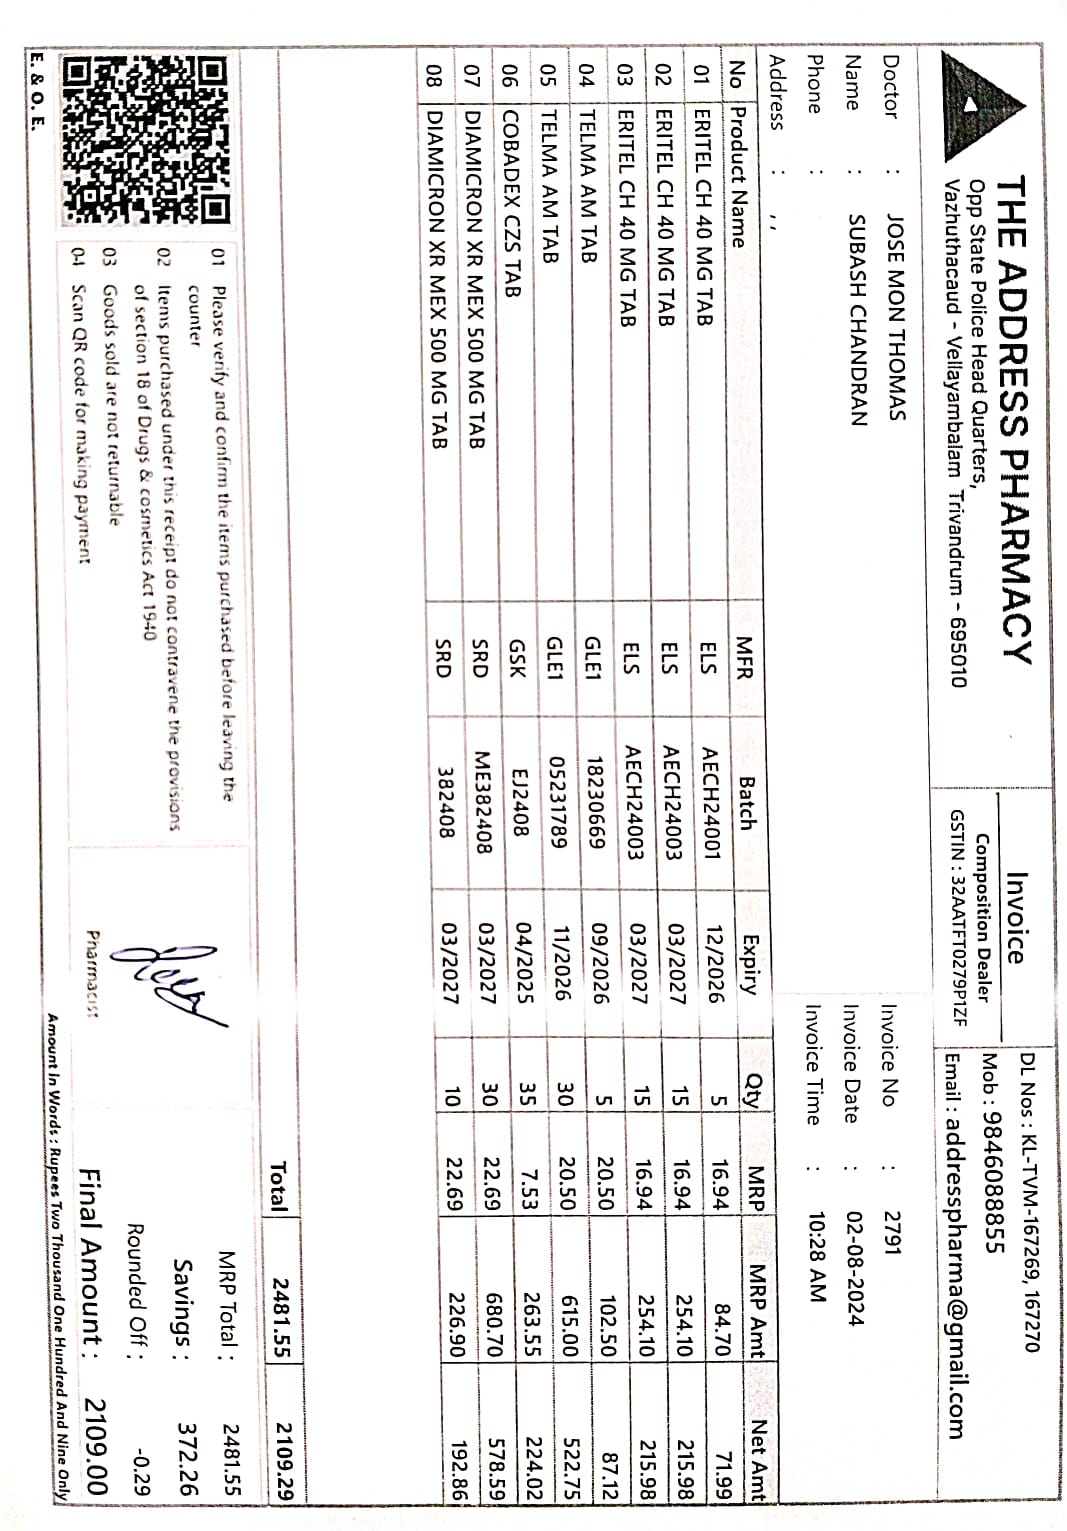 THE ADDRESS PHARMACY
Opp State Police Head Quarters,
Vazhuthacaud - Vellayambalam Trivandrum - 695010
Invoice
Composition Dealer
GSTIN : 32AATFT0279P1ZF
DL Nos : KL-TVM-167269, 167270
Mob : 9846088855
Email : addresspharma@gmail.com
Doctor : JOSE MON THOMAS
Name : SUBASH CHANDRAN
Phone :
Address : , ,
Invoice No : 2791
Invoice Date : 02-08-2024
Invoice Time : 10:28 AM
No Product Name MFR Batch Expiry Qty MRP MRP Amt Net Amt
01 ERITEL CH 40 MG TAB ELS AECH24001 12/2026 5 16.94 84.70 71.99
02 ERITEL CH 40 MG TAB ELS AECH24003 03/2027 15 16.94 254.10 215.98
03 ERITEL CH 40 MG TAB ELS AECH24003 03/2027 15 16.94 254.10 215.98
04 TELMA AM TAB GLE1 18230669 09/2026 5 20.50 102.50 87.12
05 TELMA AM TAB GLE1 05231789 11/2026 30 20.50 615.00 522.75
06 COBADEX CZS TAB GSK EJ2408 04/2025 35 7.53 263.55 224.02
07 DIAMICRON XR MEX 500 MG TAB SRD ME382408 03/2027 30 22.69 680.70 578.59
08 DIAMICRON XR MEX 500 MG TAB SRD 382408 03/2027 10 22.69 226.90 192.86
Total 2481.55 2109.29
01 Please verify and confirm the items purchased before leaving the
counter
02 Items purchased under this receipt do not contravene the provisions
of section 18 of Drugs & cosmetics Act 1940
03 Goods sold are not returnable
04 Scan QR code for making payment
Pharmacist
MRP Total : 2481.55
Savings : 372.26
Rounded Off : -0.29
Final Amount : 2109.00
Amount In Words : Rupees Two Thousand One Hundred And Nine Only
E. & O. E.